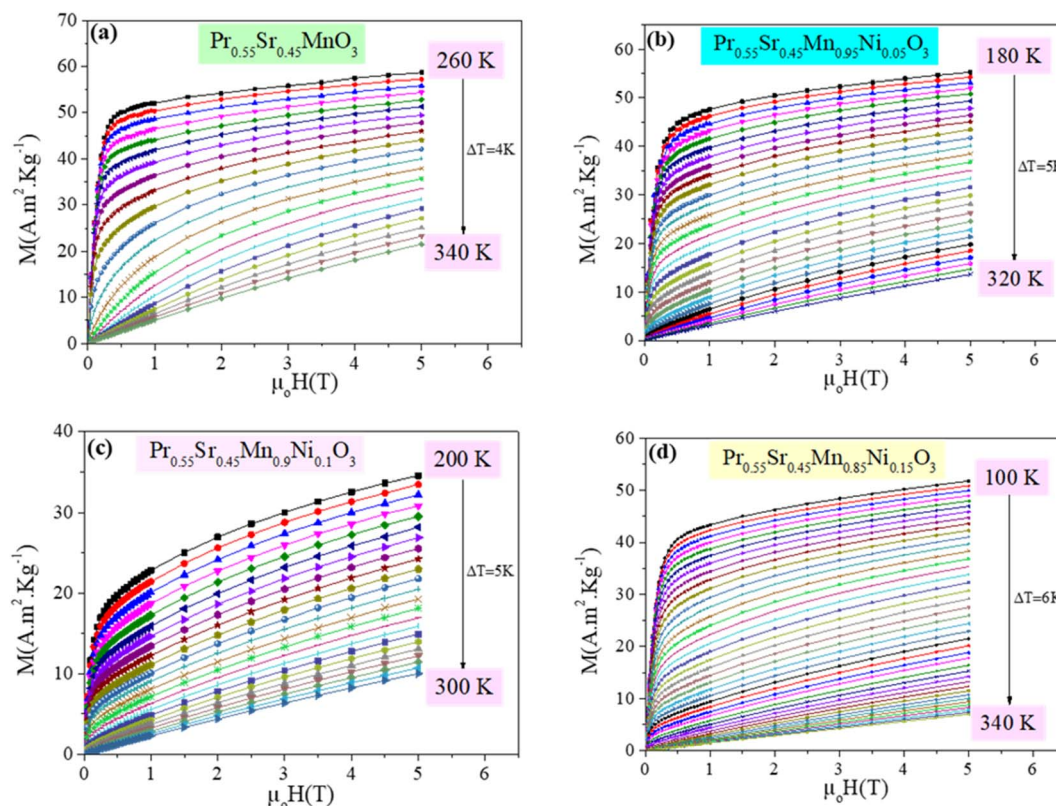 (a)
Pr0.55Sr0.45MnO3
260 K
ΔT=4K
340 K
M(A.m².Kg⁻¹)
70
60
50
40
30
20
10
0
0 1 2 3 4 5 6
µoH(T)
(b)
Pr0.55Sr0.45Mn0.95Ni0.05O3
180 K
ΔT=5K
320 K
M(A.m².Kg⁻¹)
60
50
40
30
20
10
0
0 1 2 3 4 5 6
µoH(T)
(c)
Pr0.55Sr0.45Mn0.9Ni0.1O3
200 K
ΔT=5K
300 K
M(A.m².Kg⁻¹)
40
30
20
10
0
0 1 2 3 4 5 6
µoH(T)
(d)
Pr0.55Sr0.45Mn0.85Ni0.15O3
100 K
ΔT=6K
340 K
M(A.m².Kg⁻¹)
60
50
40
30
20
10
0
0 1 2 3 4 5 6
µoH(T)